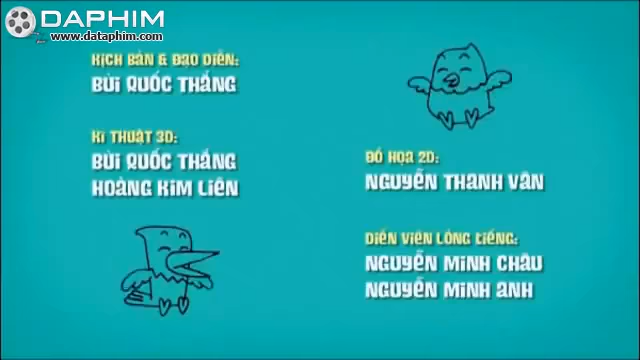 DAPHIM
www.dataphim.com
KỊCH BẢN & ĐẠO DIỄN:
BÙI QUỐC THẮNG
KĨ THUẬT 3D:
BÙI QUỐC THẮNG
HOÀNG KIM LIÊN
ĐỒ HỌA 2D:
NGUYỄN THANH VÂN
DIỄN VIÊN LỒNG TIẾNG:
NGUYỄN MINH CHÂU
NGUYỄN MINH ANH